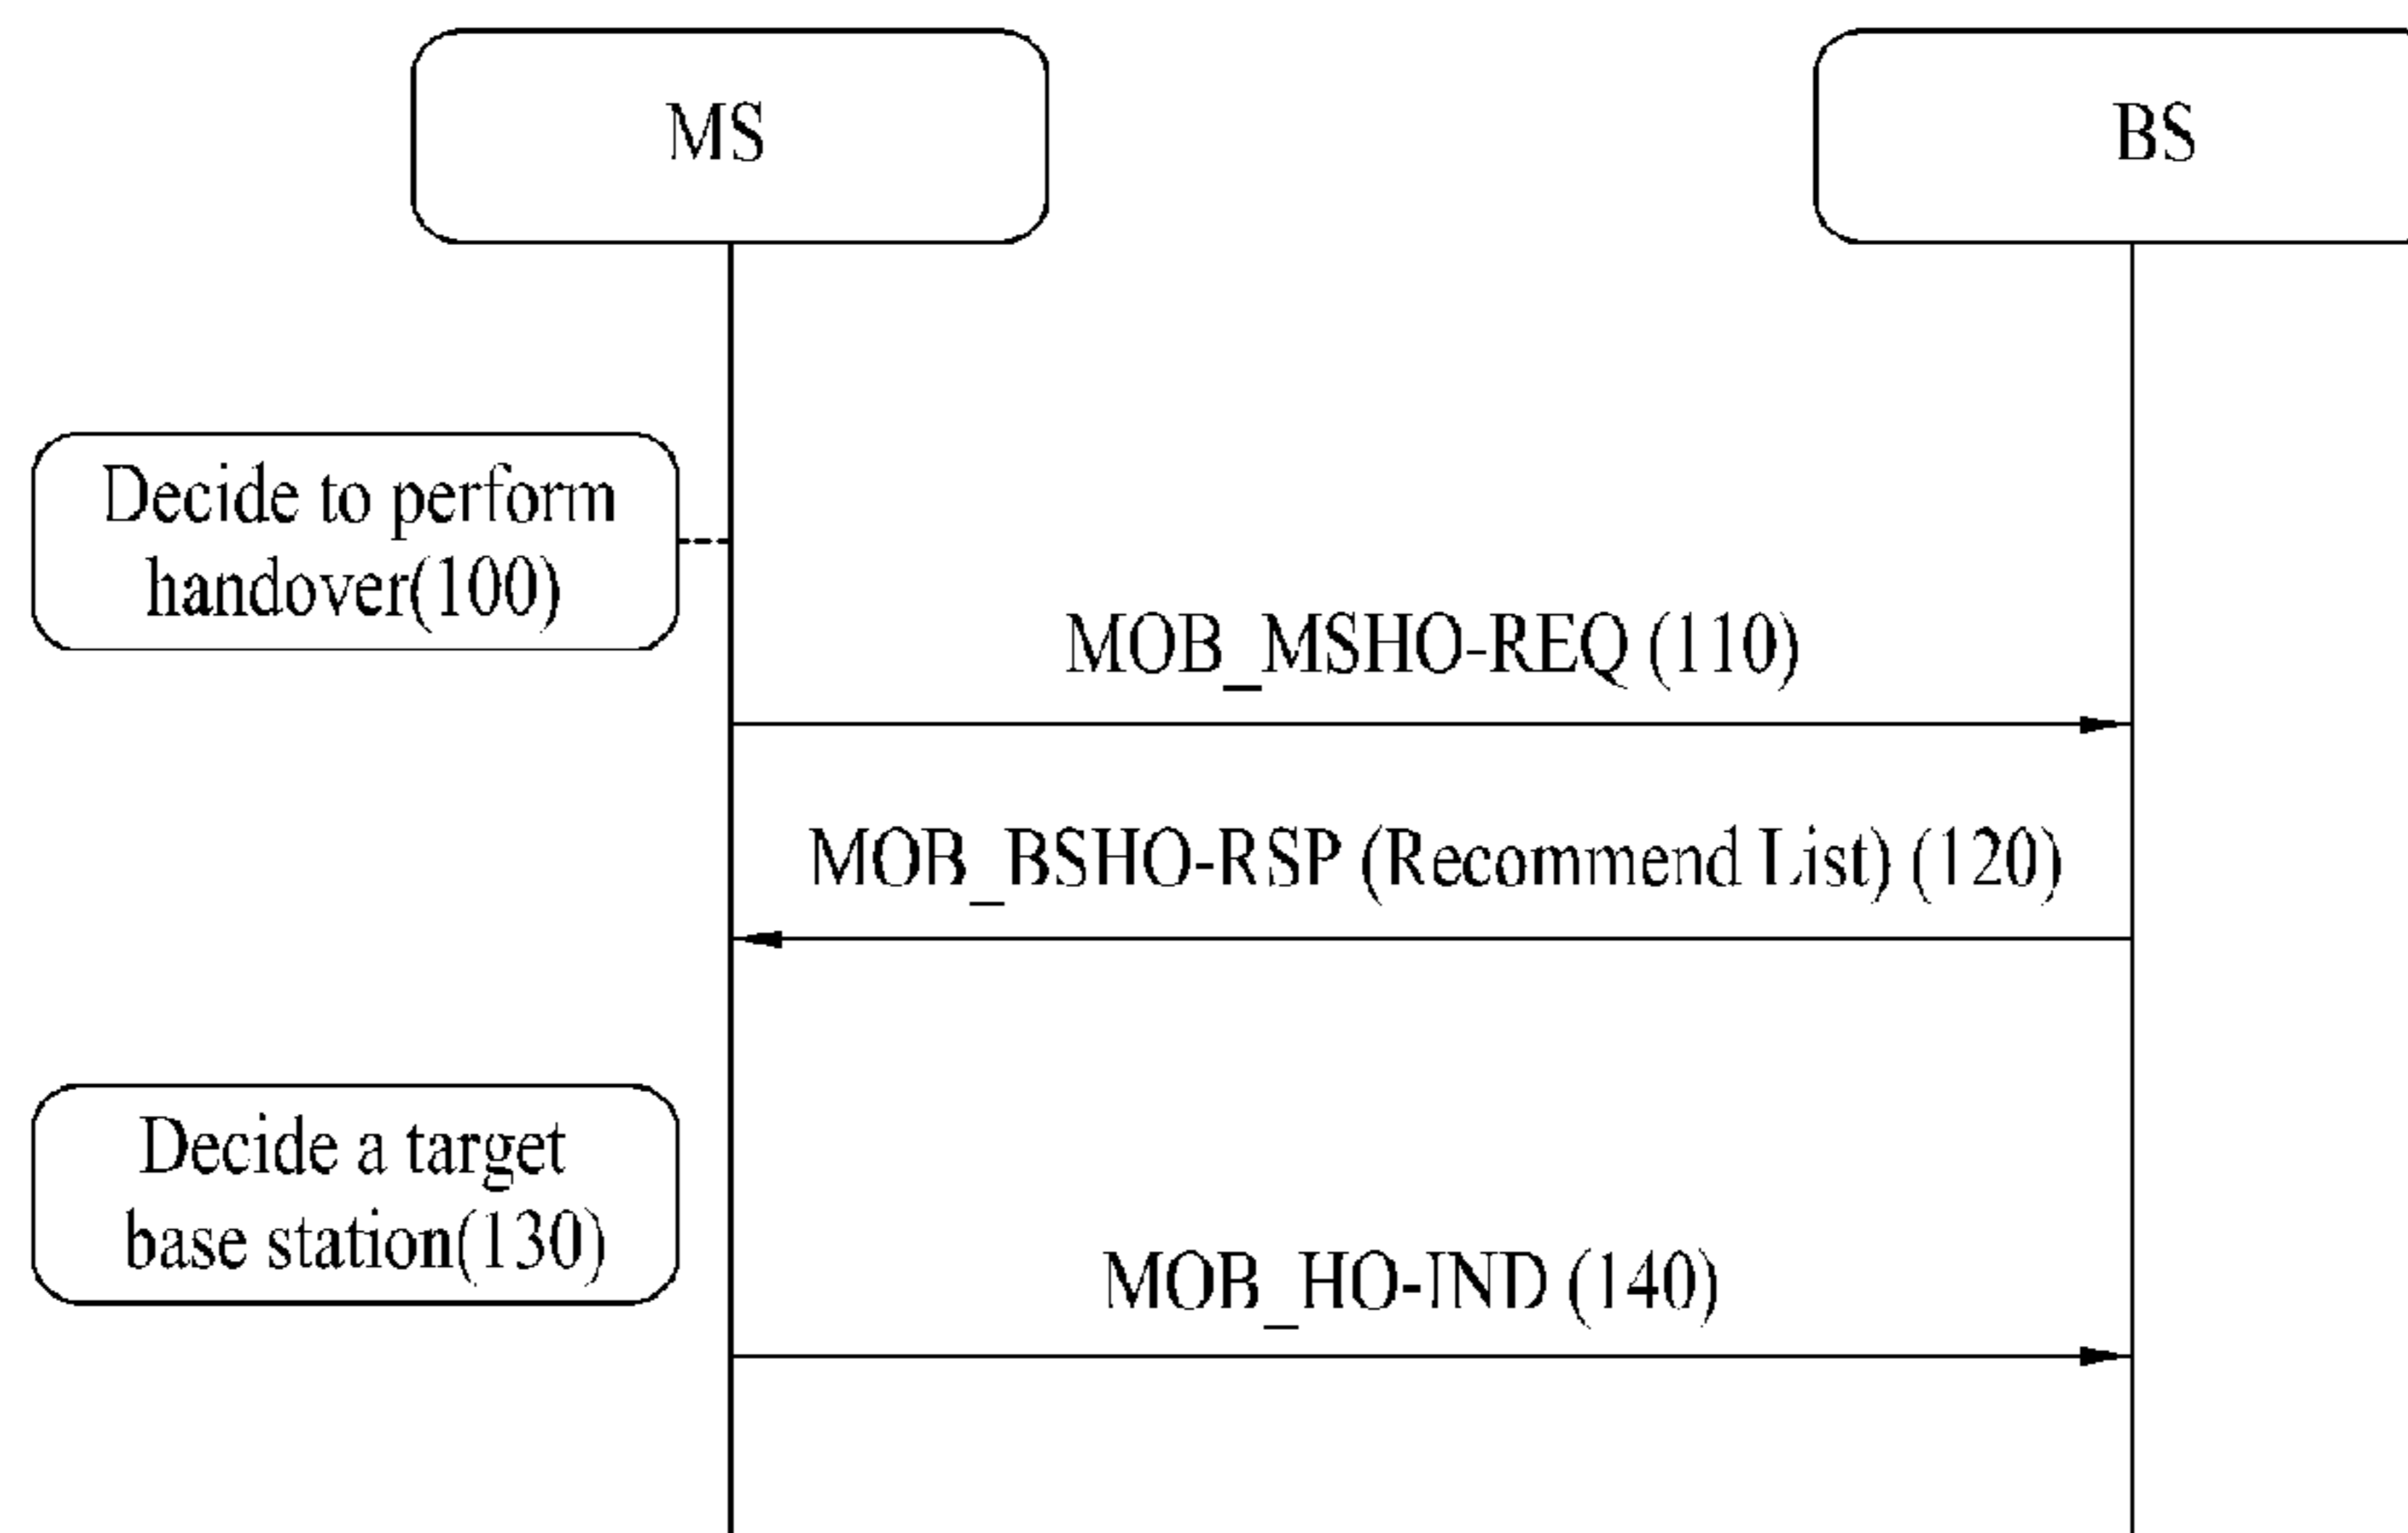 MS
BS
Decide to perform
handover(100)
MOB_MSHO-REQ (110)
MOB_BSHO-RSP (Recommend List) (120)
Decide a target
base station(130)
MOB_HO-IND (140)